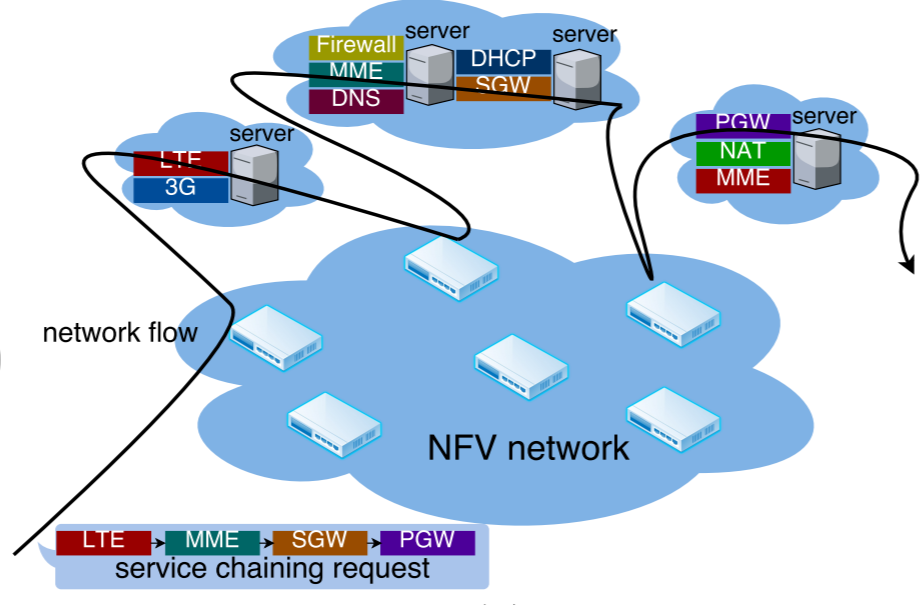 server
server
Firewall
MME
DNS
DHCP
SGW
server
PGW
NAT
MME
server
LTE
3G
network flow
NFV network
LTE MME SGW PGW
service chaining request